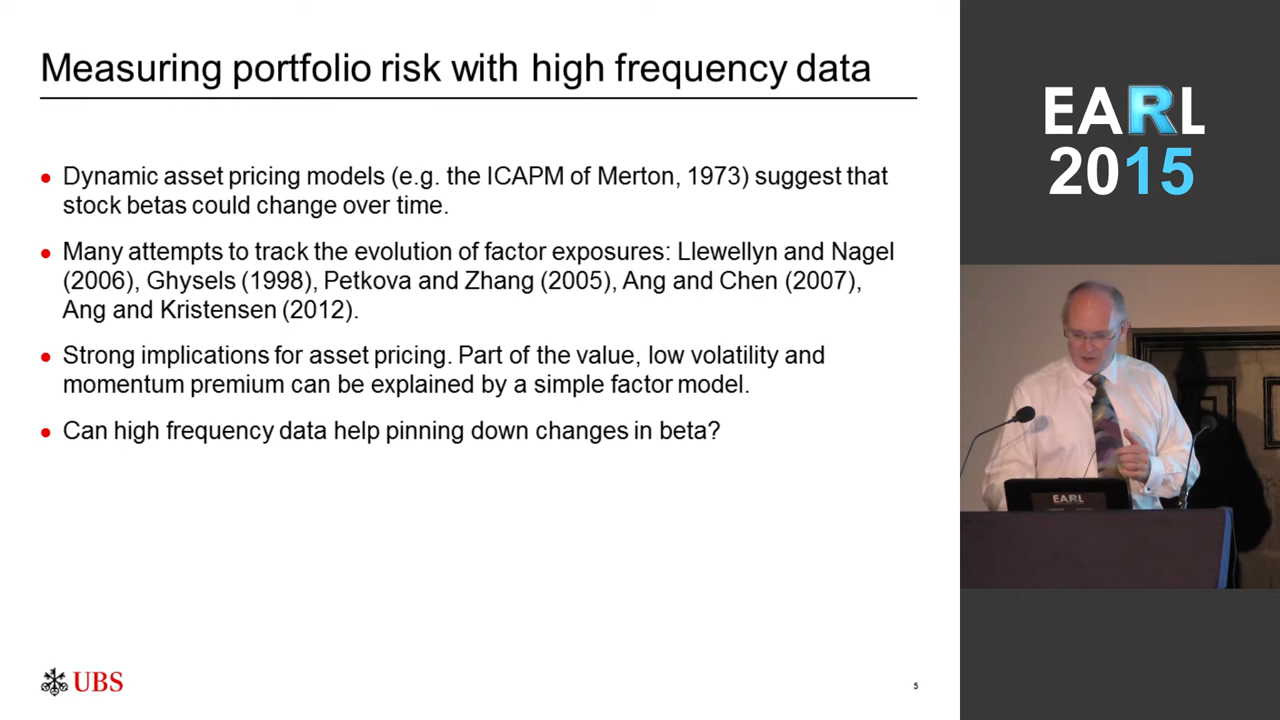 Measuring portfolio risk with high frequency data
• Dynamic asset pricing models (e.g. the ICAPM of Merton, 1973) suggest that
stock betas could change over time.
• Many attempts to track the evolution of factor exposures: Llewellyn and Nagel
(2006), Ghysels (1998), Petkova and Zhang (2005), Ang and Chen (2007),
Ang and Kristensen (2012).
• Strong implications for asset pricing. Part of the value, low volatility and
momentum premium can be explained by a simple factor model.
• Can high frequency data help pinning down changes in beta?
UBS
5
EARL
2015
EARL